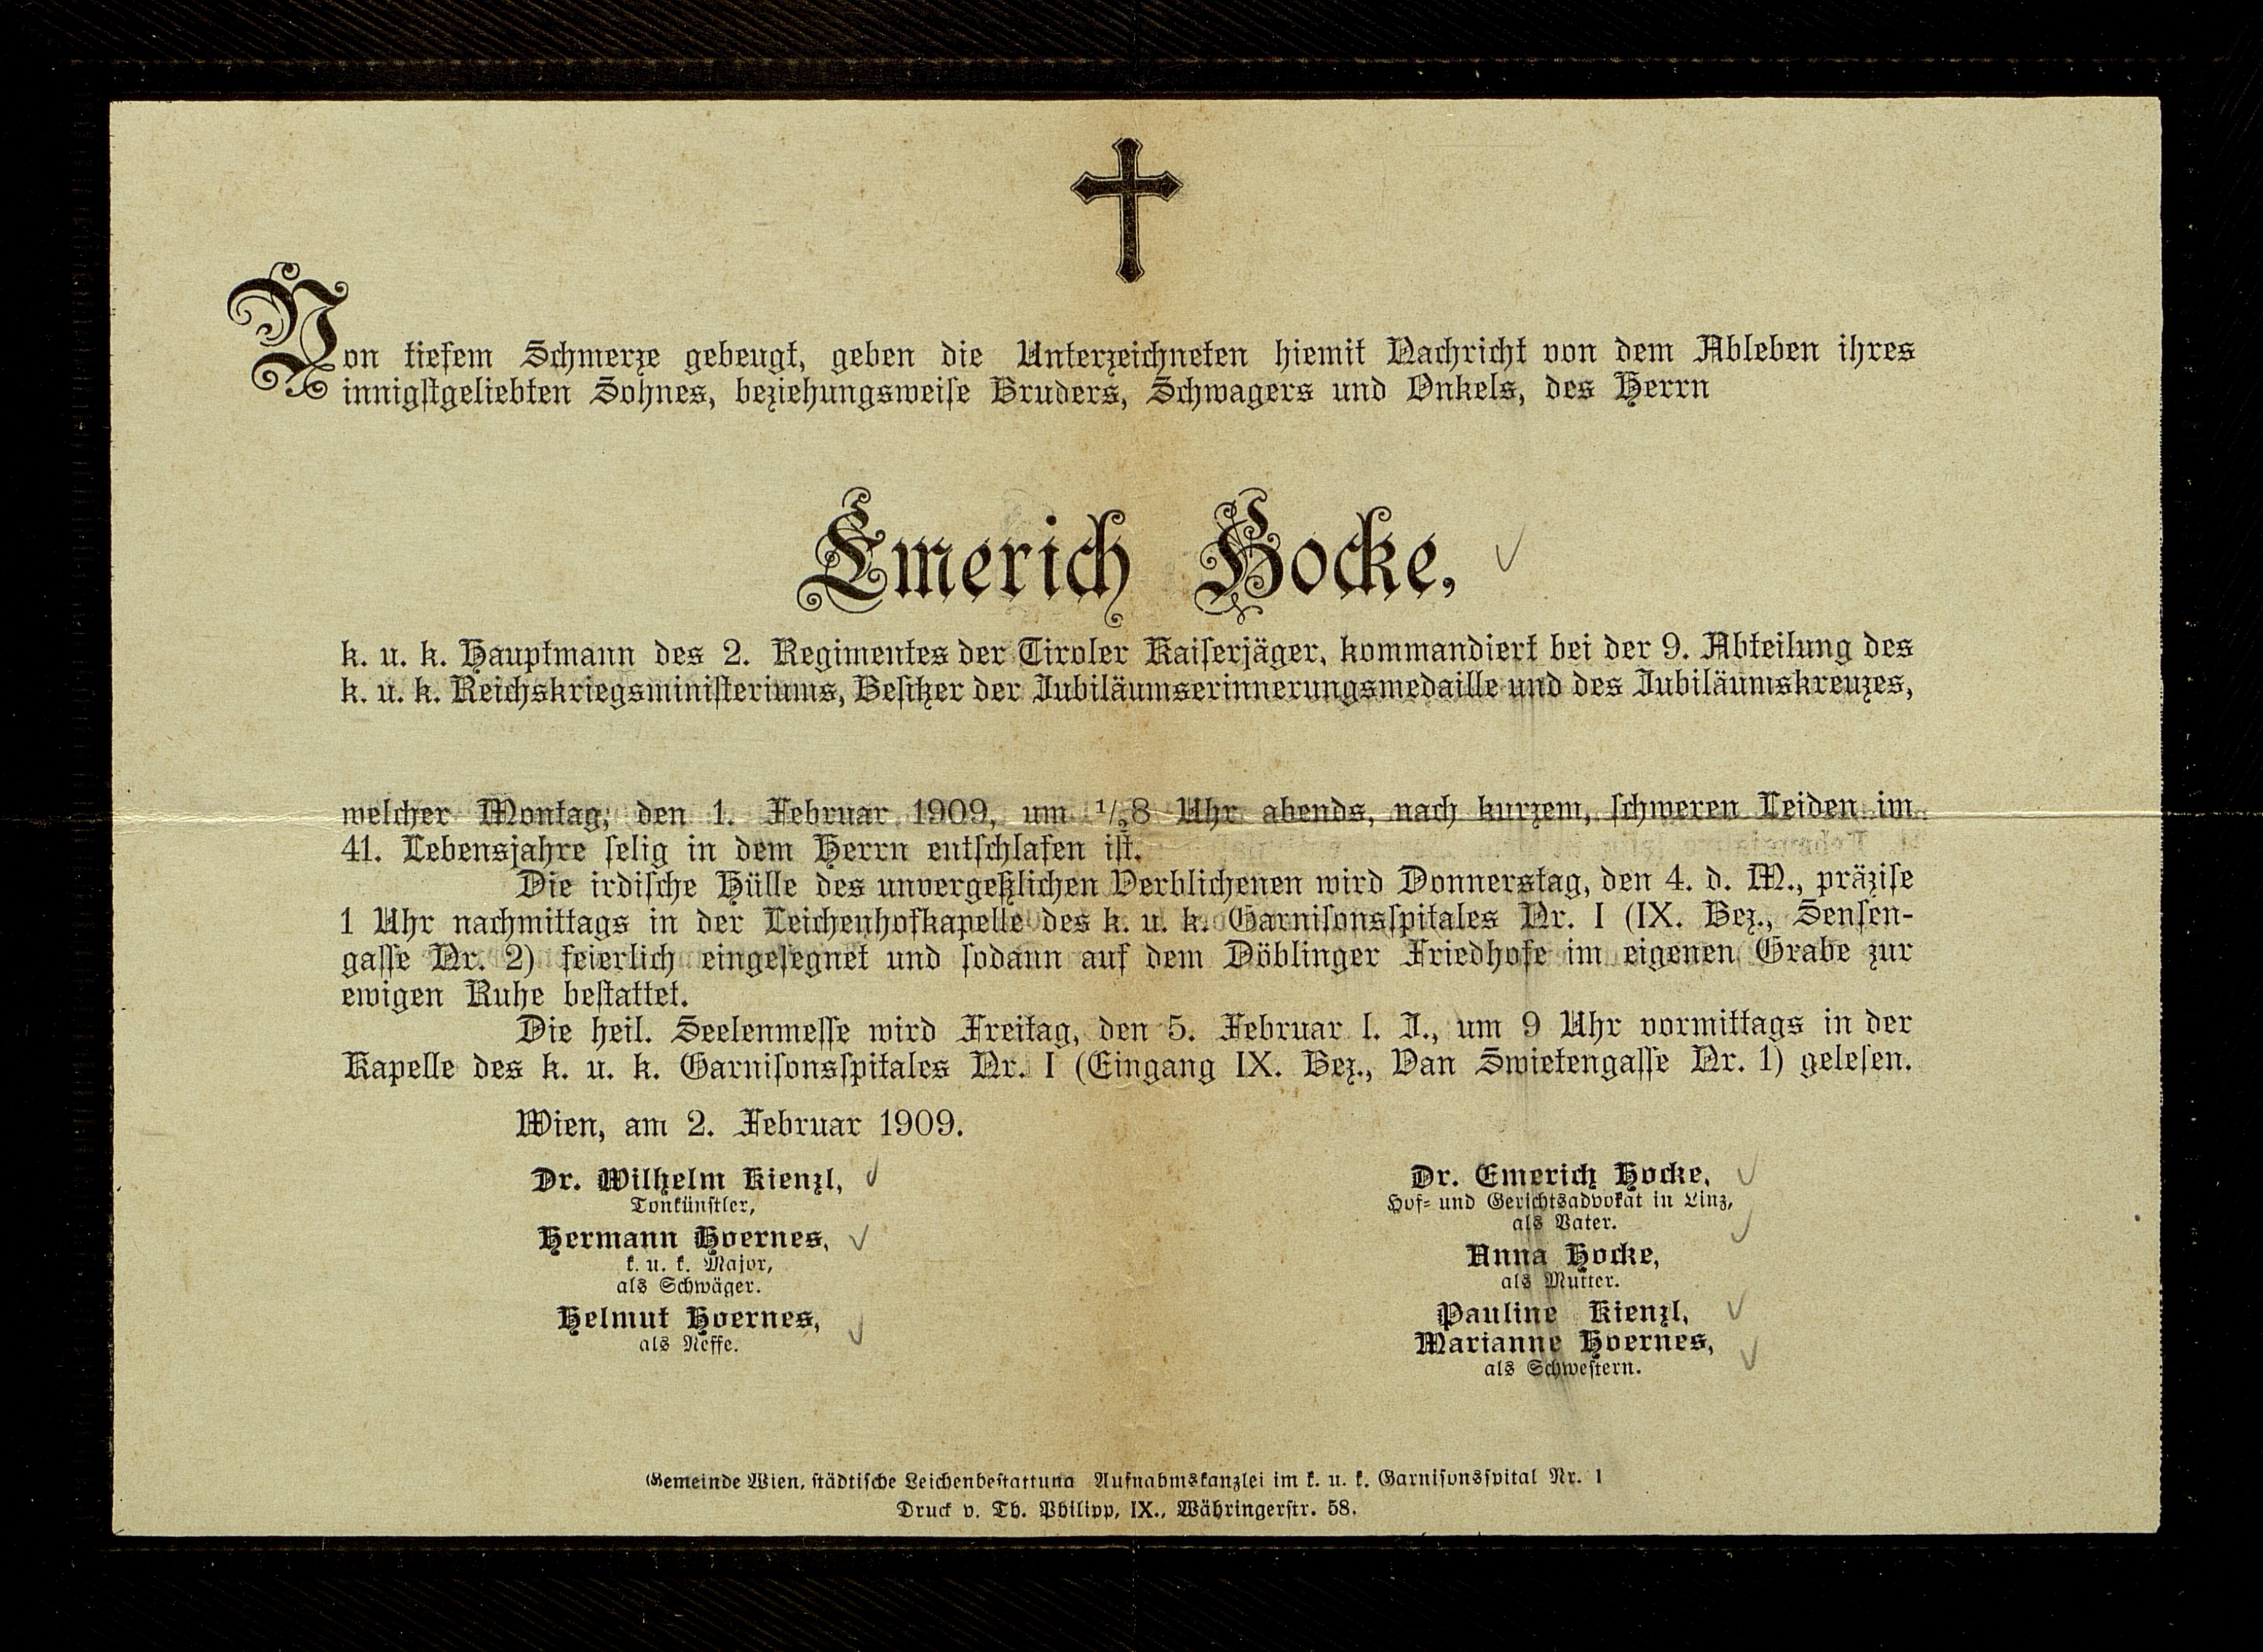 Von tiefem Schmerze gebeugt, geben die Unterzeichneten hiemit Nachricht von dem Ableben ihres
innigstgeliebten Sohnes, beziehungsweise Bruders, Schwagers und Onkels, des Herrn
Emerich Hocke,
k. u. k. Hauptmann des 2. Regimentes der Tiroler Kaiserjäger, kommandiert bei der 9. Abteilung des
k. u. k. Reichskriegsministeriums, Besitzer der Jubiläumserinnerungsmedaille und des Jubiläumskreuzes,
welcher Montag, den 1. Februar 1909, um 1/28 Uhr abends, nach kurzem, schweren Leiden im
41. Lebensjahre selig in dem Herrn entschlafen ist.
Die irdische Hülle des unvergeßlichen Verblichenen wird Donnerstag, den 4. d. M., präzise
1 Uhr nachmittags in der Leichenhofkapelle des k. u. k. Garnisonsspitales Nr. I (IX. Bez., Sensen-
gasse Nr. 2) feierlich eingesegnet und sodann auf dem Döblinger Friedhofe im eigenen Grabe zur
ewigen Ruhe bestattet.
Die heil. Seelenmesse wird Freitag, den 5. Februar l. J., um 9 Uhr vormittags in der
Kapelle des k. u. k. Garnisonsspitales Nr. I (Eingang IX. Bez., Van Swietengasse Nr. 1) gelesen.
Wien, am 2. Februar 1909.
Dr. Wilhelm Kienzl,
Tonkünstler,
Hermann Hoernes,
k. u. k. Major,
als Schwäger.
Helmut Hoernes,
als Neffe.
Dr. Emerich Hocke,
Hof- und Gerichtsadvokat in Linz,
als Vater.
Anna Hocke,
als Mutter.
Pauline Kienzl,
Marianne Hoernes,
als Schwestern.
Gemeinde Wien, städtische Leichenbestattung Aufnahmskanzlei im k. u. k. Garnisonsspital Nr. 1
Druck v. Th. Philipp, IX., Währingerstr. 58.